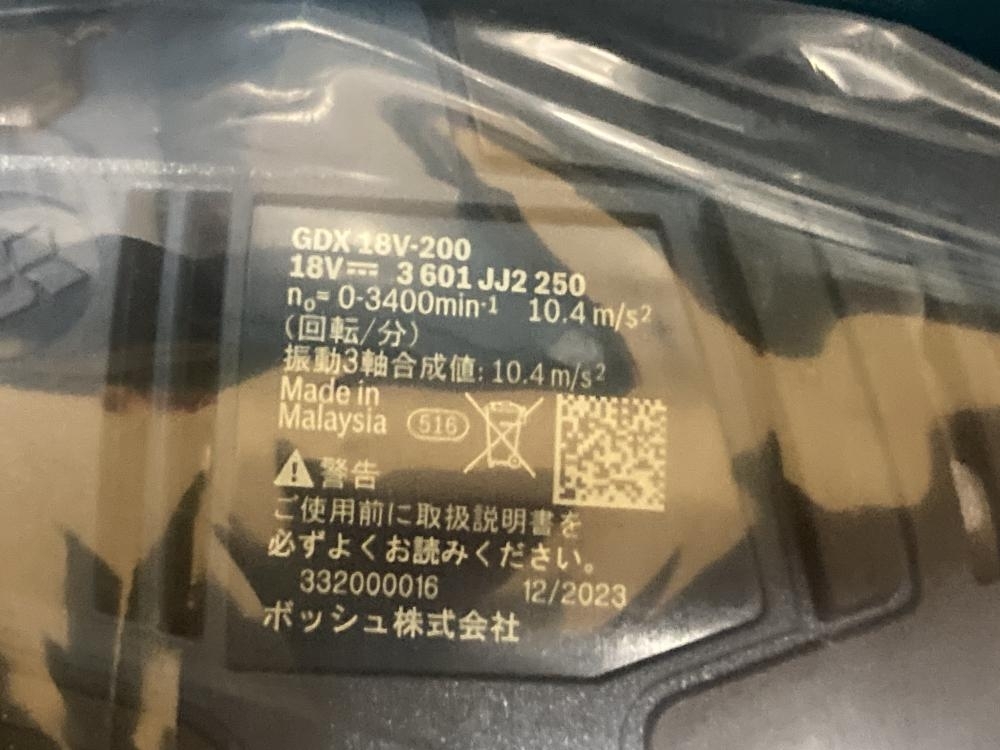 GDX 18V-200
18V⎓ 3 601 JJ2 250
n₀= 0-3400min⁻¹ 10.4 m/s²
(回転/分)
振動3軸合成値: 10.4 m/s²
Made in
Malaysia 516
警告
ご使用前に取扱説明書を
必ずよくお読みください。
332000016 12/2023
ボッシュ株式会社